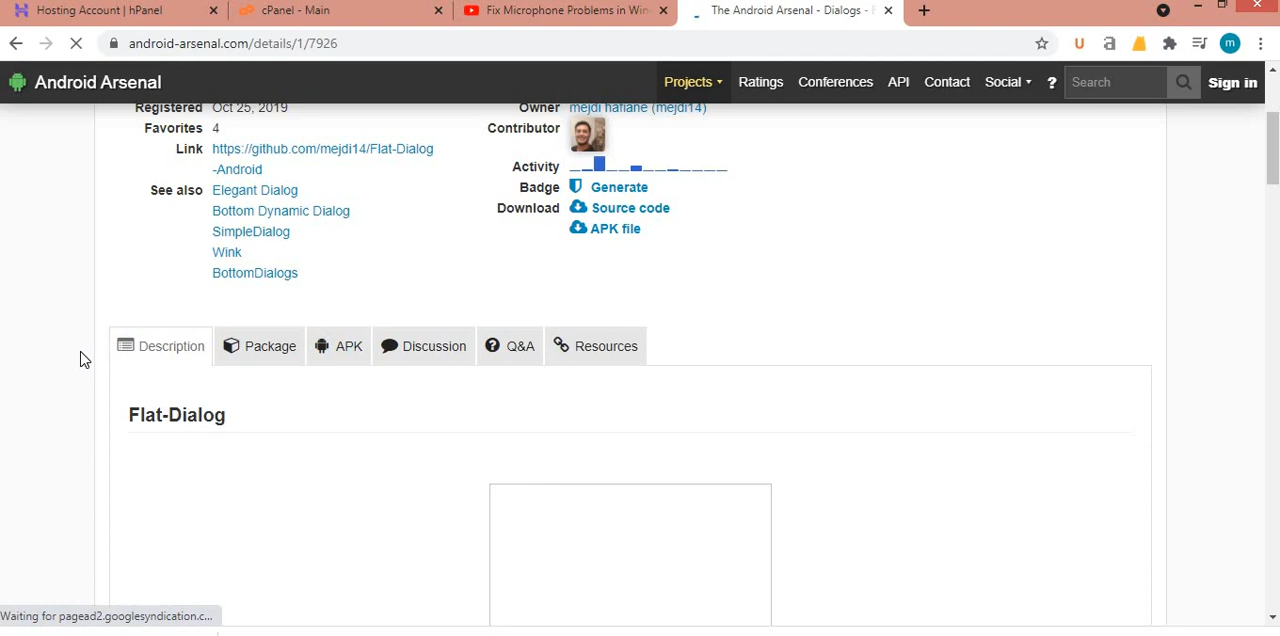 Hosting Account | hPanel
cPanel - Main
Fix Microphone Problems in Win
The Android Arsenal - Dialogs - F
android-arsenal.com/details/1/7926
U
a
m
Android Arsenal
Projects
Ratings
Conferences
API
Contact
Social
?
Search
Sign in
Registered Oct 25, 2019
Owner mejdi hafiane (mejdi14)
Favorites 4
Contributor
Link https://github.com/mejdi14/Flat-Dialog
-Android
Activity
See also Elegant Dialog
Badge Generate
Bottom Dynamic Dialog
Download Source code
SimpleDialog
APK file
Wink
BottomDialogs
Description
Package
APK
Discussion
Q&A
Resources
Flat-Dialog
Waiting for pagead2.googlesyndication.c...